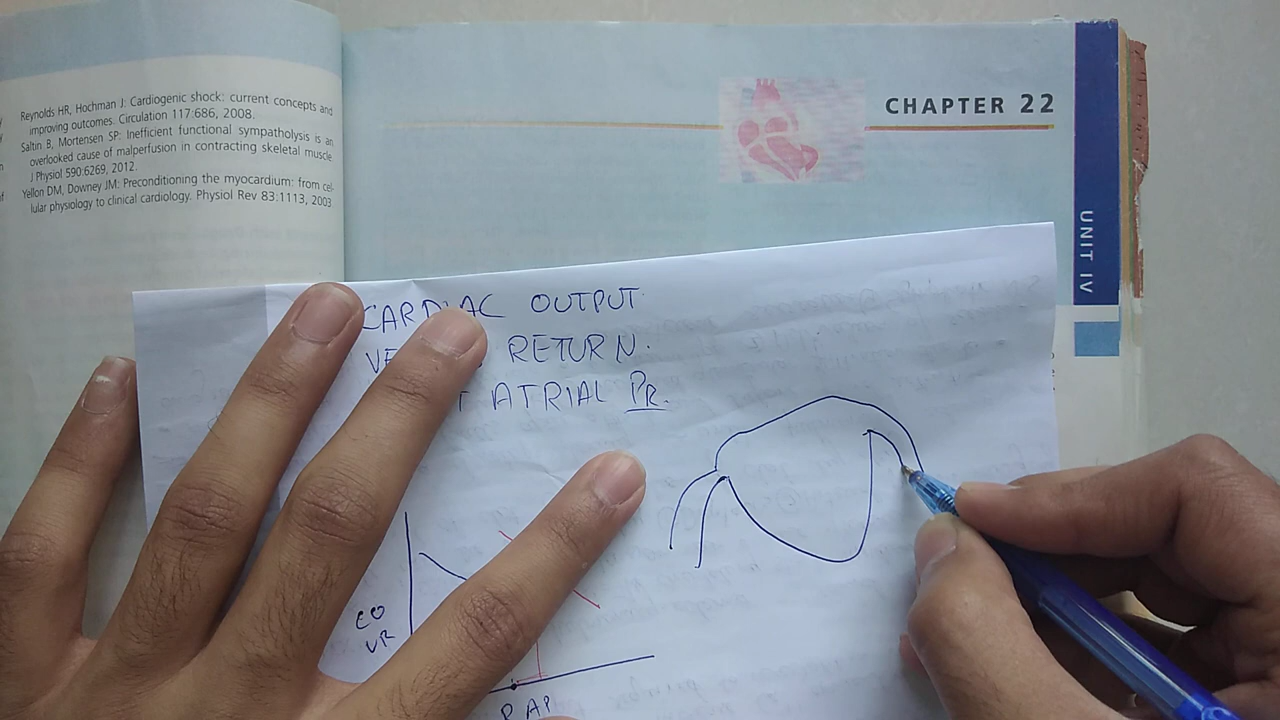 Reynolds HR, Hochman J: Cardiogenic shock: current concepts and
improving outcomes. Circulation 117:686, 2008.
Saltin B, Mortensen SP: Inefficient functional sympatholysis is an
overlooked cause of malperfusion in contracting skeletal muscle
J Physiol 590:6269, 2012.
Yellon DM, Downey JM: Preconditioning the myocardium: from cel-
lular physiology to clinical cardiology. Physiol Rev 83:1113, 2003
CHAPTER 22
UNIT IV
CARDIAC OUTPUT
RETURN.
ATRIAL Pr.
CO
VR
RAP